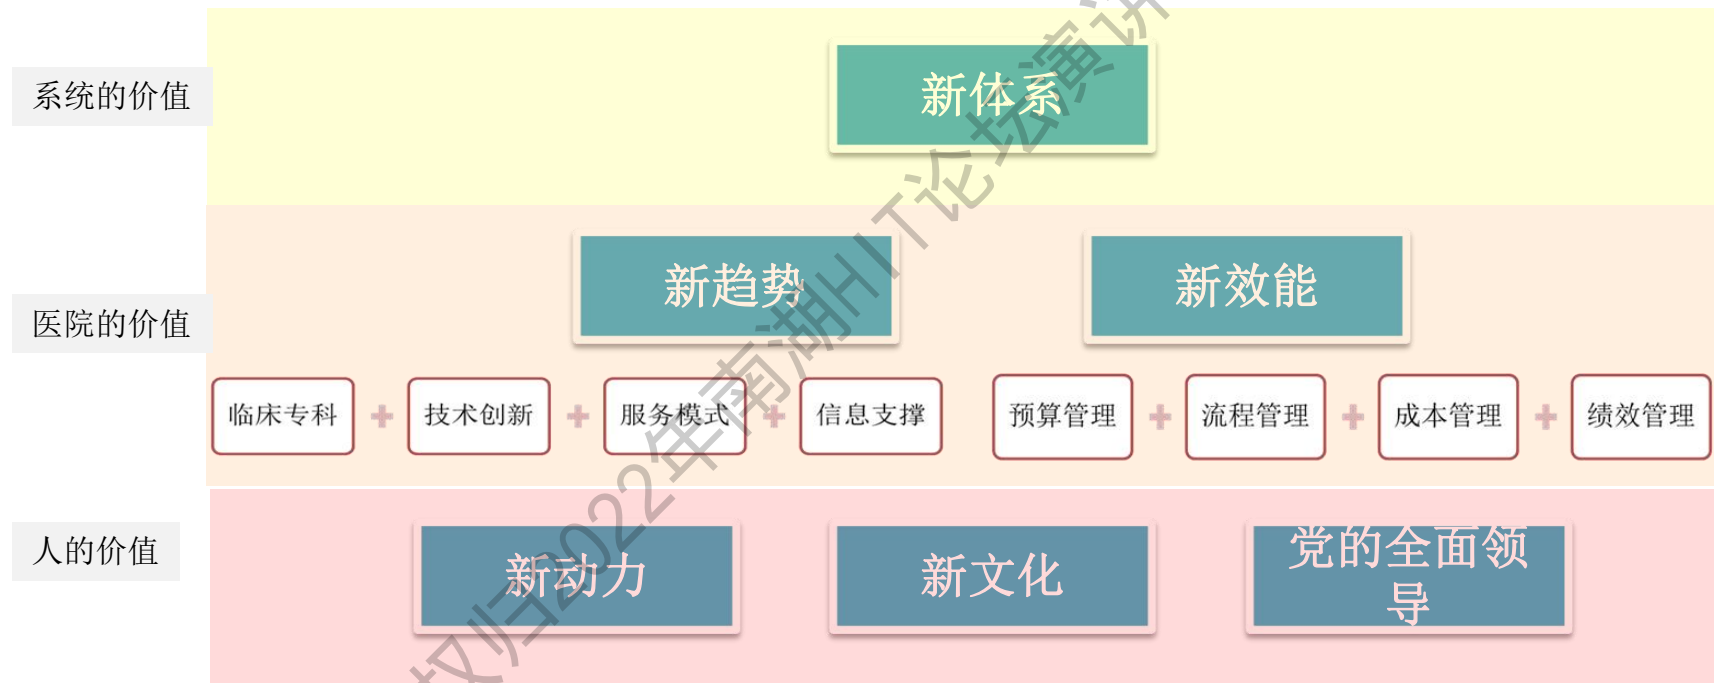 系统的价值
新体系
医院的价值
新趋势
新效能
临床专科
技术创新
服务模式
信息支撑
预算管理
流程管理
成本管理
绩效管理
人的价值
新动力
新文化
党的全面领
导
权归2022年南湖HIT论坛演讲